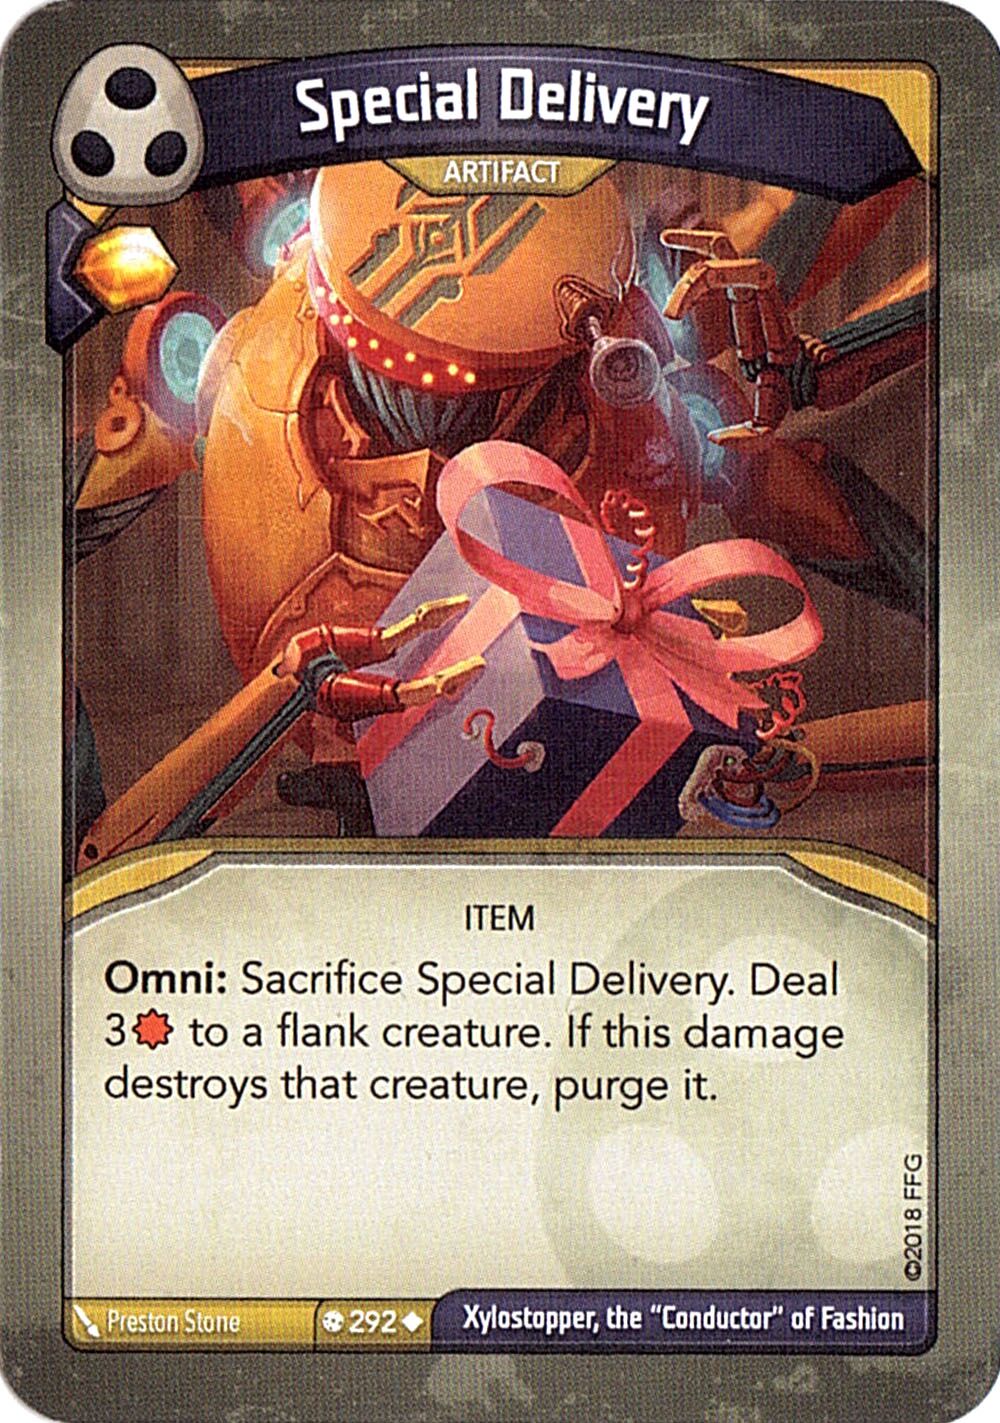 Special Delivery
ARTIFACT
ITEM
Omni: Sacrifice Special Delivery. Deal
3 to a flank creature. If this damage
destroys that creature, purge it.
©2018 FFG
Preston Stone
292
Xylostopper, the “Conductor” of Fashion